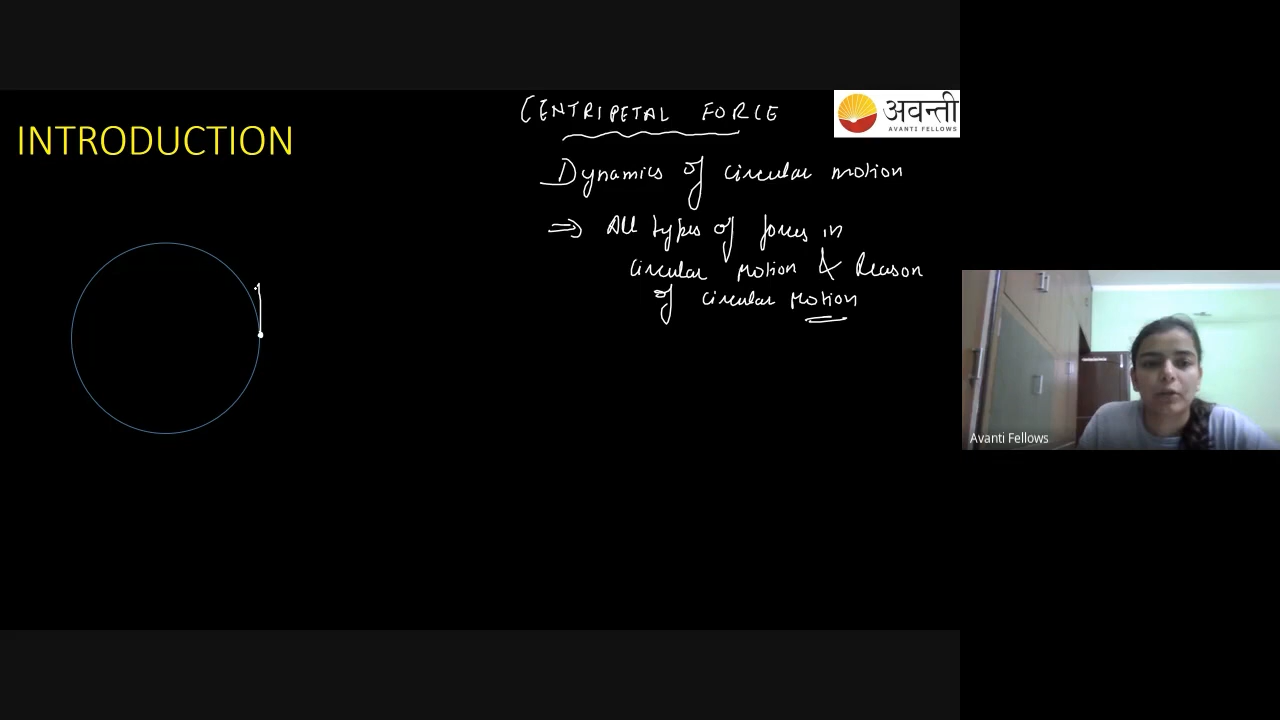 INTRODUCTION
CENTRIPETAL FORCE
Dynamics of circular motion
⇒ All types of forces in
circular motion & Reason
of circular motion
अवन्ती
AVANTI FELLOWS
Avanti Fellows